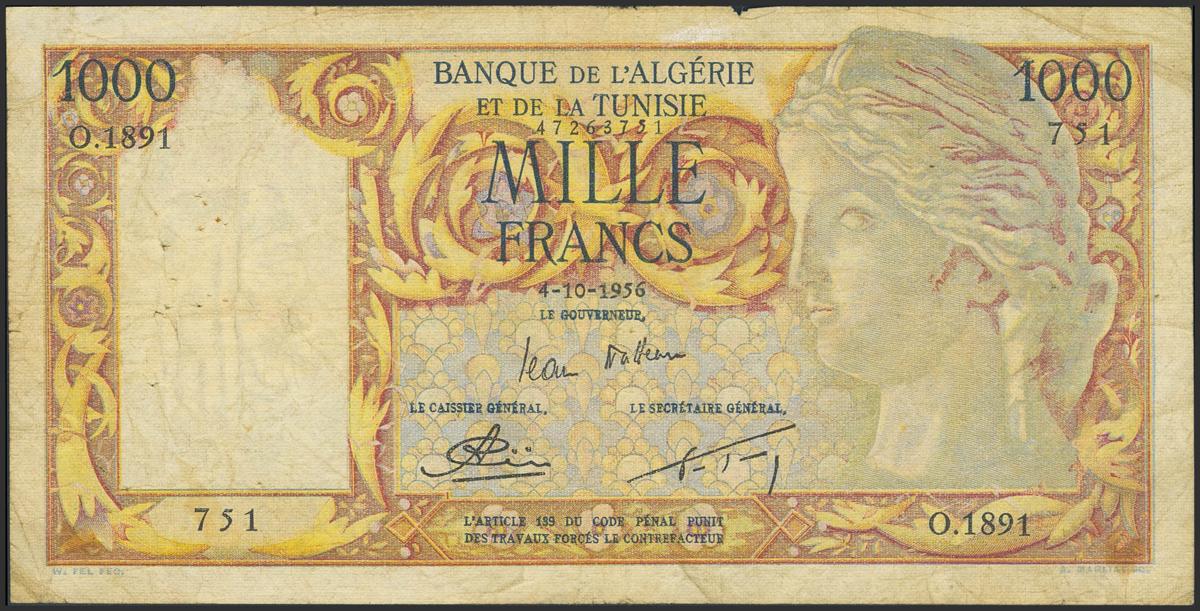 1000
BANQUE DE L'ALGÉRIE
1000
ET DE LA TUNISIE
O.1891
47263751
751
MILLE
FRANCS
4-10-1956
LE GOUVERNEUR,
LE CAISSIER GÉNÉRAL,
LE SECRÉTAIRE GÉNÉRAL,
751
O.1891
L'ARTICLE 139 DU CODE PÉNAL PUNIT
DES TRAVAUX FORCÉS LE CONTREFACTEUR
W. FEL FEC.